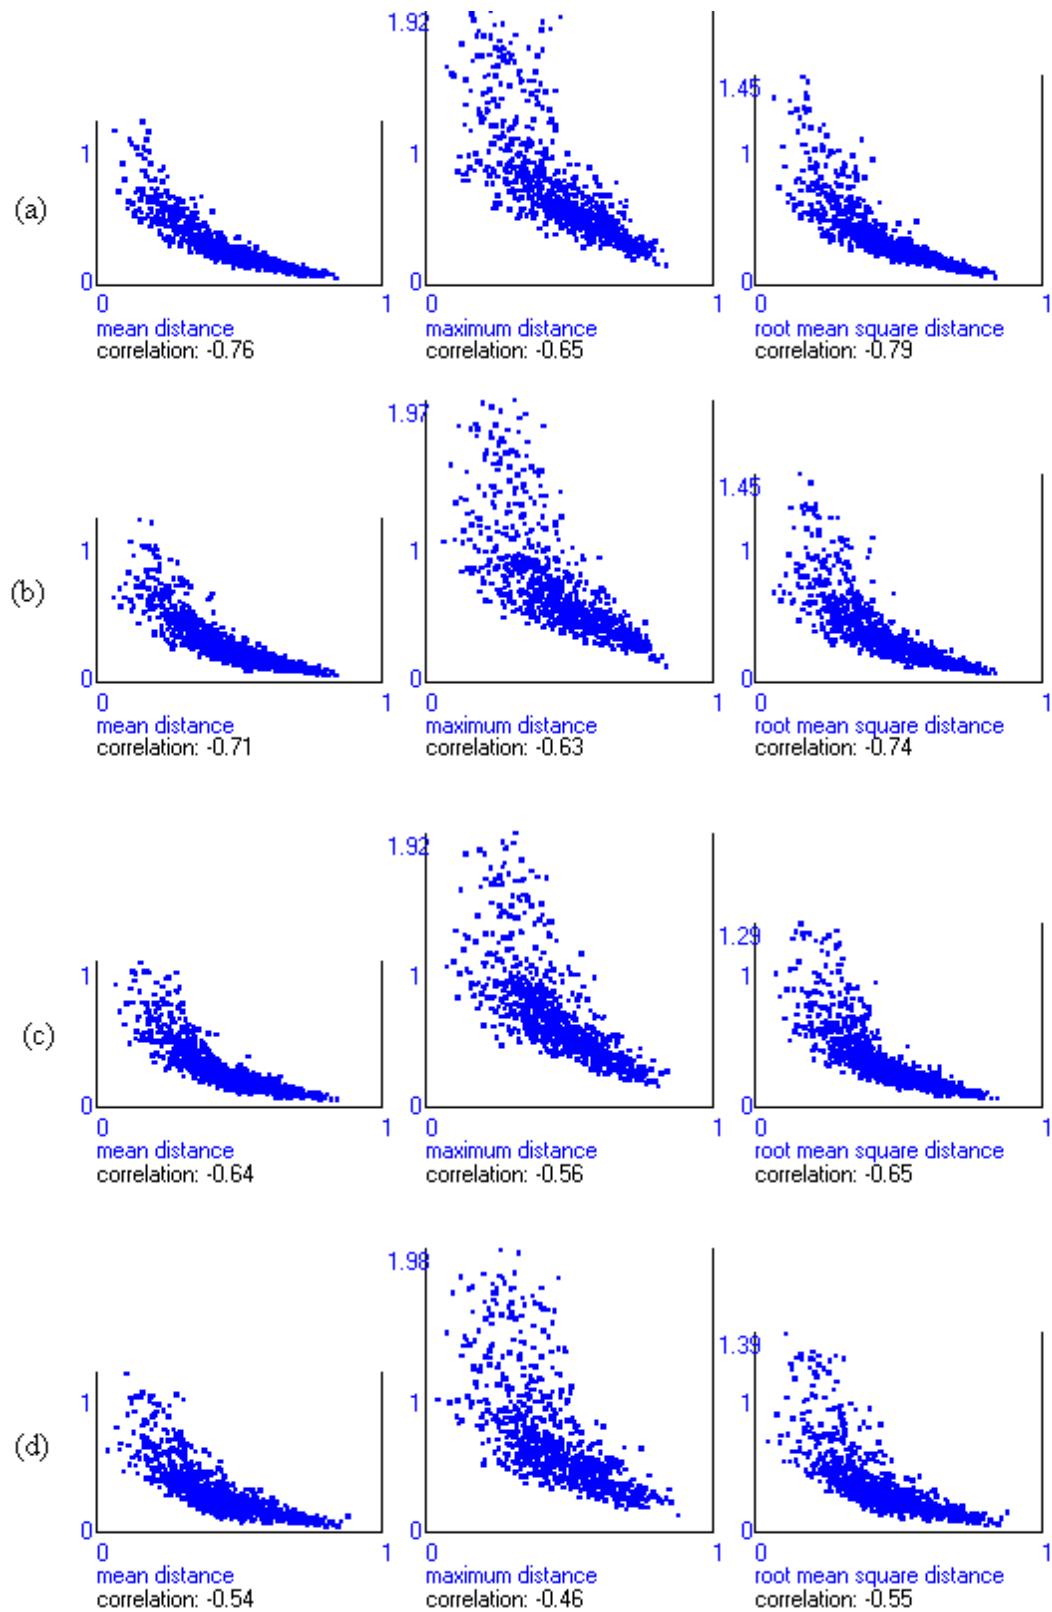 1.92
1.45
1
1
1
(a)
0
0
0
0
1
0
1
0
1
mean distance
maximum distance
root mean square distance
correlation: -0.76
correlation: -0.65
correlation: -0.79
1.97
1.45
1
1
1
(b)
0
0
0
0
1
0
1
0
1
mean distance
maximum distance
root mean square distance
correlation: -0.71
correlation: -0.63
correlation: -0.74
1.92
1.29
1
1
1
(c)
0
0
0
0
1
0
1
0
1
mean distance
maximum distance
root mean square distance
correlation: -0.64
correlation: -0.56
correlation: -0.65
1.98
1.39
1
1
1
(d)
0
0
0
0
1
0
1
0
1
mean distance
maximum distance
root mean square distance
correlation: -0.54
correlation: -0.46
correlation: -0.55